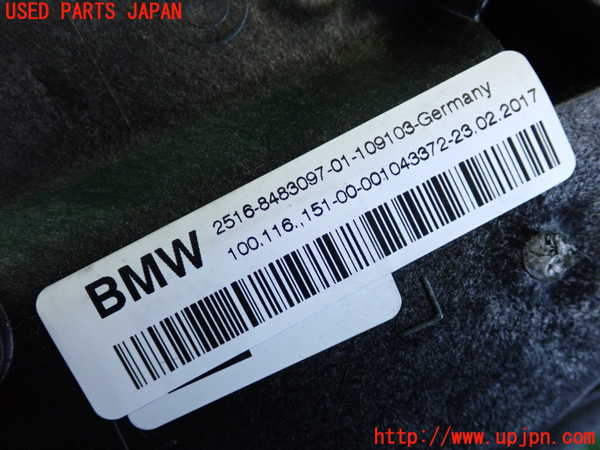 USED PARTS JAPAN
BMW
2516-8483097-01-109103-Germany
100.116.,151-00-001043372-23.02.2017
http://www.upjpn.com/